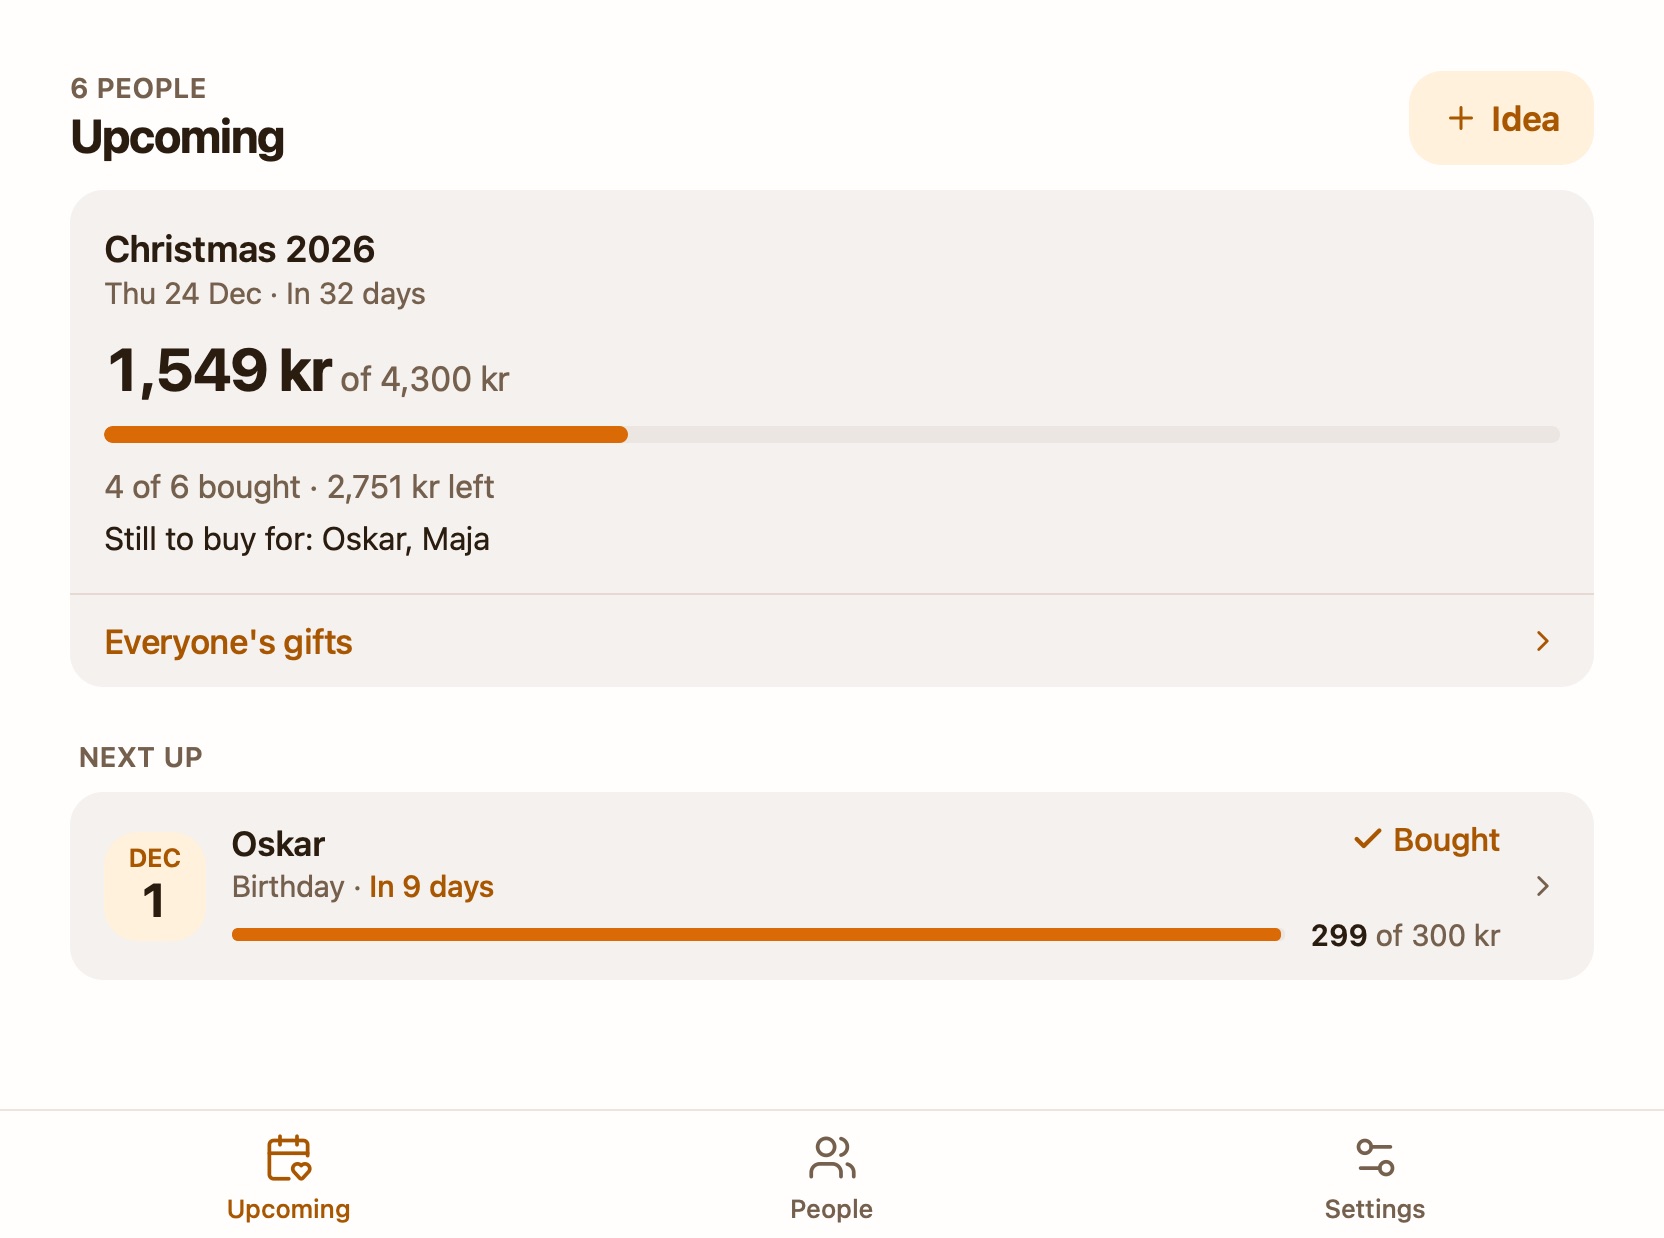 6 PEOPLE
Upcoming
+ Idea
Christmas 2026
Thu 24 Dec · In 32 days
1,549 kr of 4,300 kr
4 of 6 bought · 2,751 kr left
Still to buy for: Oskar, Maja
Everyone's gifts
NEXT UP
DEC
1
Oskar
Birthday · In 9 days
Bought
299 of 300 kr
Upcoming
People
Settings